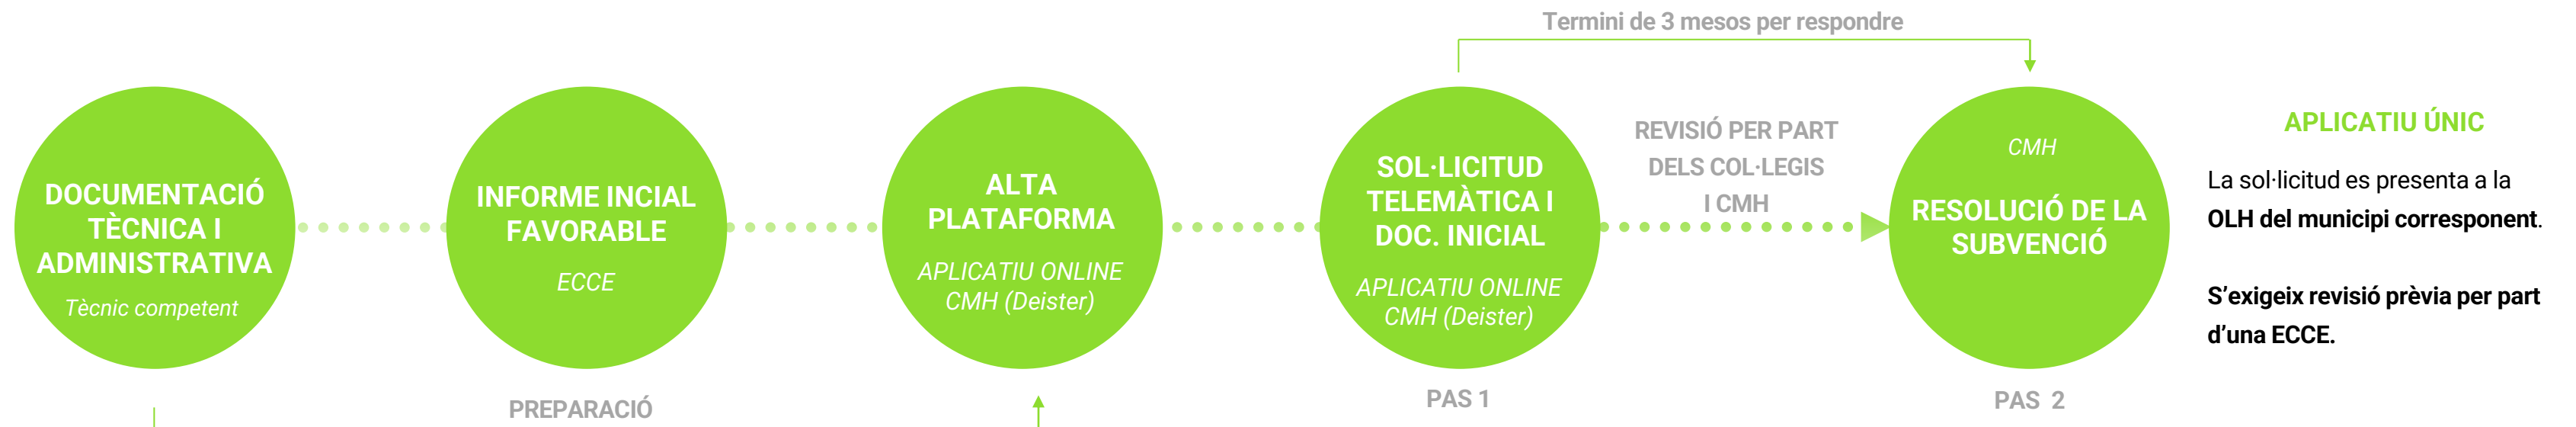 Termini de 3 mesos per respondre
DOCUMENTACIÓ
TÈCNICA I
ADMINISTRATIVA
Tècnic competent
INFORME INCIAL
FAVORABLE
ECCE
PREPARACIÓ
ALTA
PLATAFORMA
APLICATIU ONLINE
CMH (Deister)
SOL·LICITUD
TELEMÀTICA I
DOC. INICIAL
APLICATIU ONLINE
CMH (Deister)
PAS 1
REVISIÓ PER PART
DELS COL·LEGIS
I CMH
CMH
RESOLUCIÓ DE LA
SUBVENCIÓ
PAS 2
APLICATIU ÚNIC
La sol·licitud es presenta a la
OLH del municipi corresponent.
S’exigeix revisió prèvia per part
d’una ECCE.